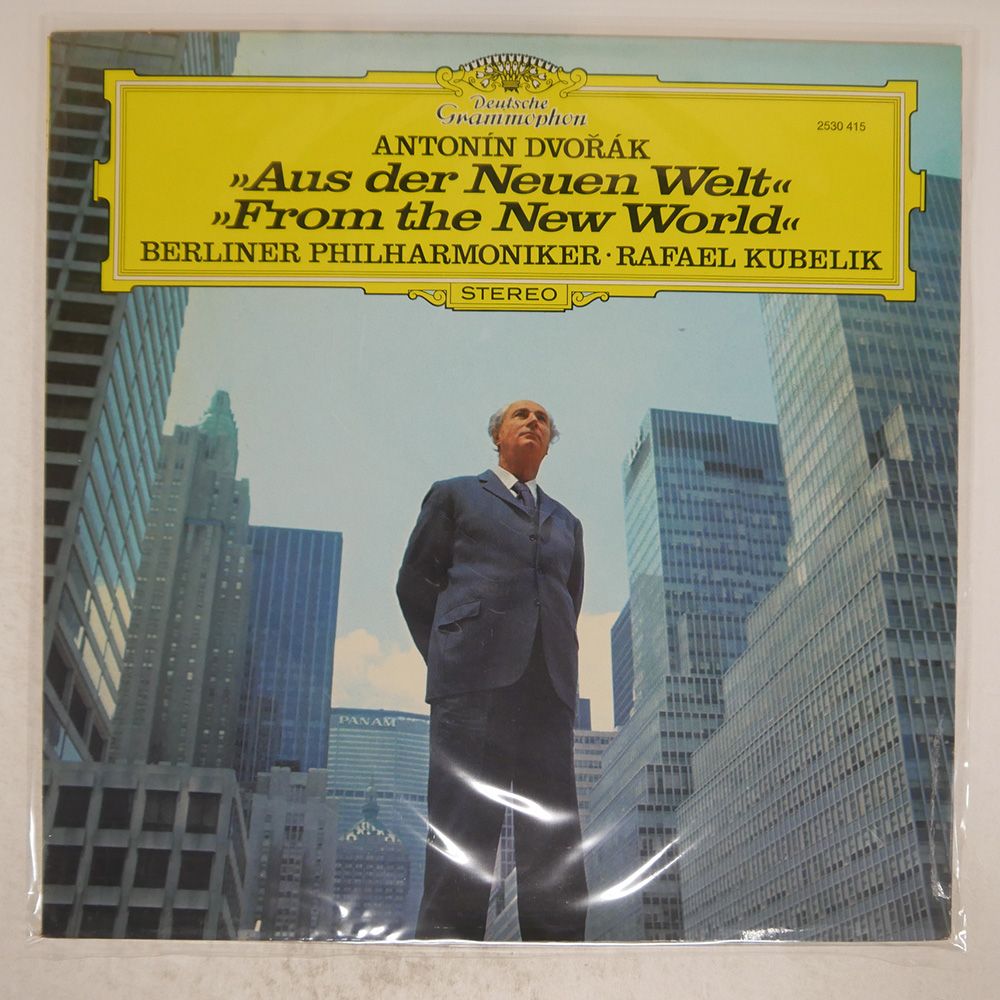 Deutsche
Grammophon
2530 415
ANTONÍN DVOŘÁK
»Aus der Neuen Welt«
»From the New World«
BERLINER PHILHARMONIKER · RAFAEL KUBELIK
STEREO
PANAM